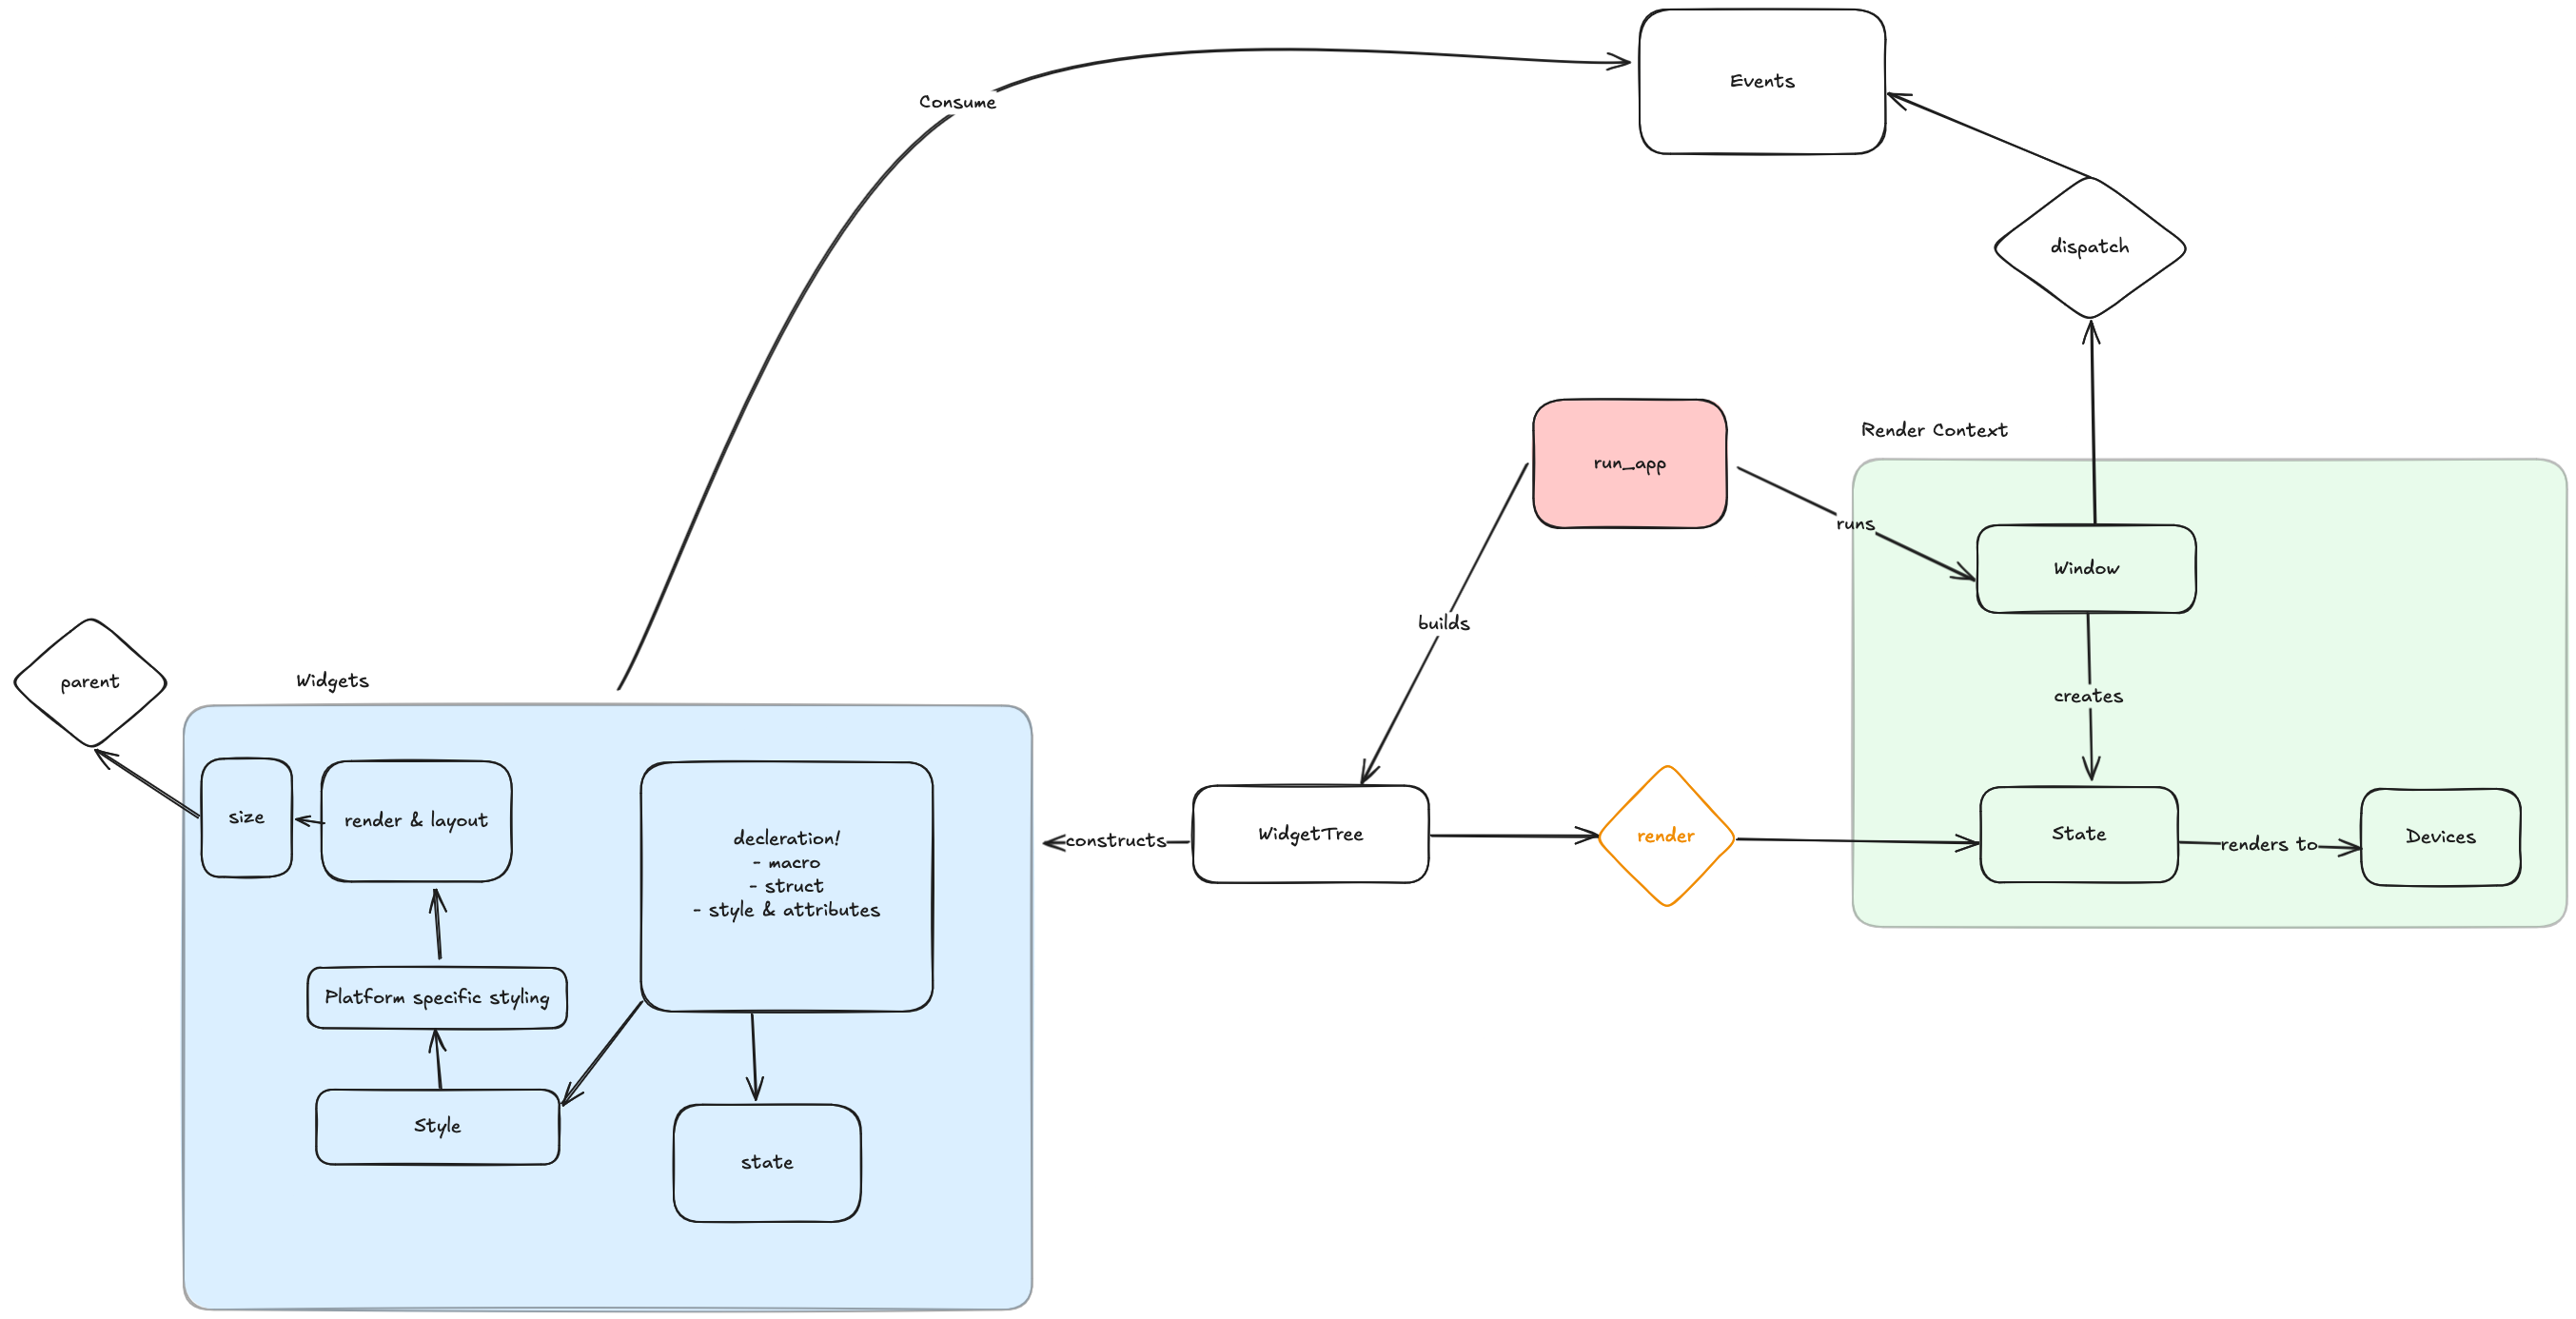 Events
Consume
dispatch
Render Context
run_app
runs
Window
builds
parent
Widgets
creates
size
render & layout
decleration!
- macro
- struct
- style & attributes
constructs
WidgetTree
render
State
renders to
Devices
Platform specific styling
Style
state